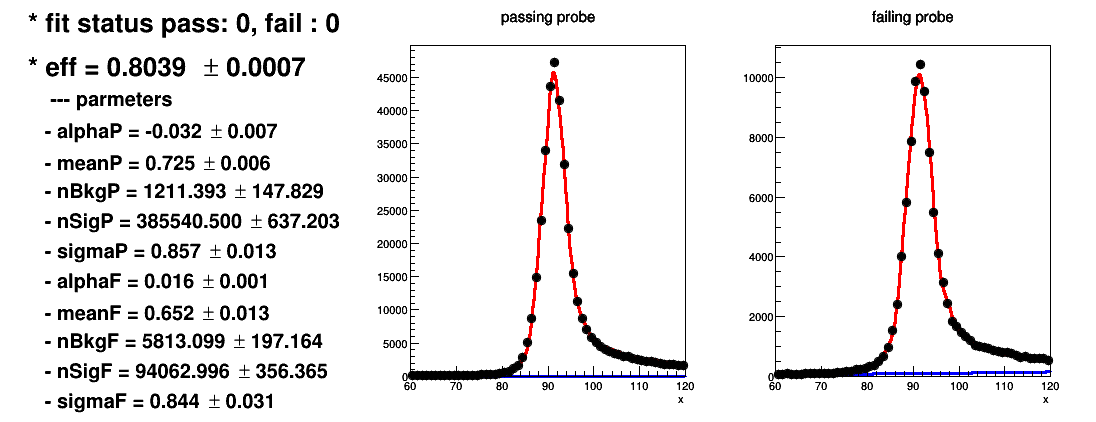 * fit status pass: 0, fail : 0
* eff = 0.8039 ± 0.0007
--- parmeters
- alphaP = -0.032 ± 0.007
- meanP = 0.725 ± 0.006
- nBkgP = 1211.393 ± 147.829
- nSigP = 385540.500 ± 637.203
- sigmaP = 0.857 ± 0.013
- alphaF = 0.016 ± 0.001
- meanF = 0.652 ± 0.013
- nBkgF = 5813.099 ± 197.164
- nSigF = 94062.996 ± 356.365
- sigmaF = 0.844 ± 0.031
passing probe
45000
40000
35000
30000
25000
20000
15000
10000
5000
0
60 70 80 90 100 110 120
x
failing probe
10000
8000
6000
4000
2000
0
60 70 80 90 100 110 120
x